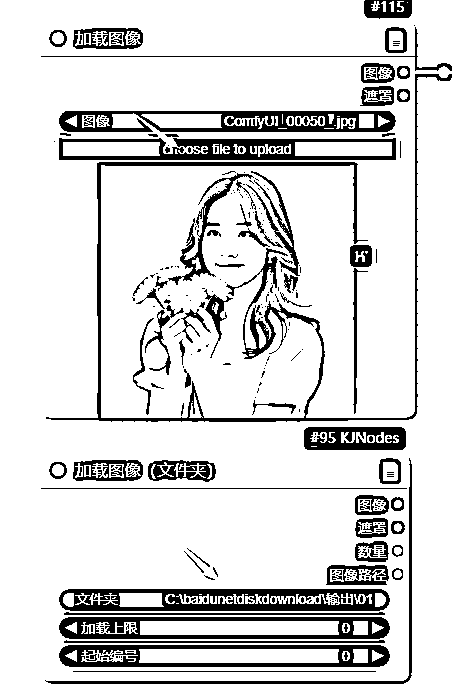 #115
加载图像
图像
遮罩
图像 ComfyUI_00050_.jpg
choose file to upload
#95 KJNodes
加载图像 (文件夹)
图像
遮罩
数量
图像路径
文件夹 C:\baidunetdiskdownload\输出\01
加载上限 0
起始编号 0